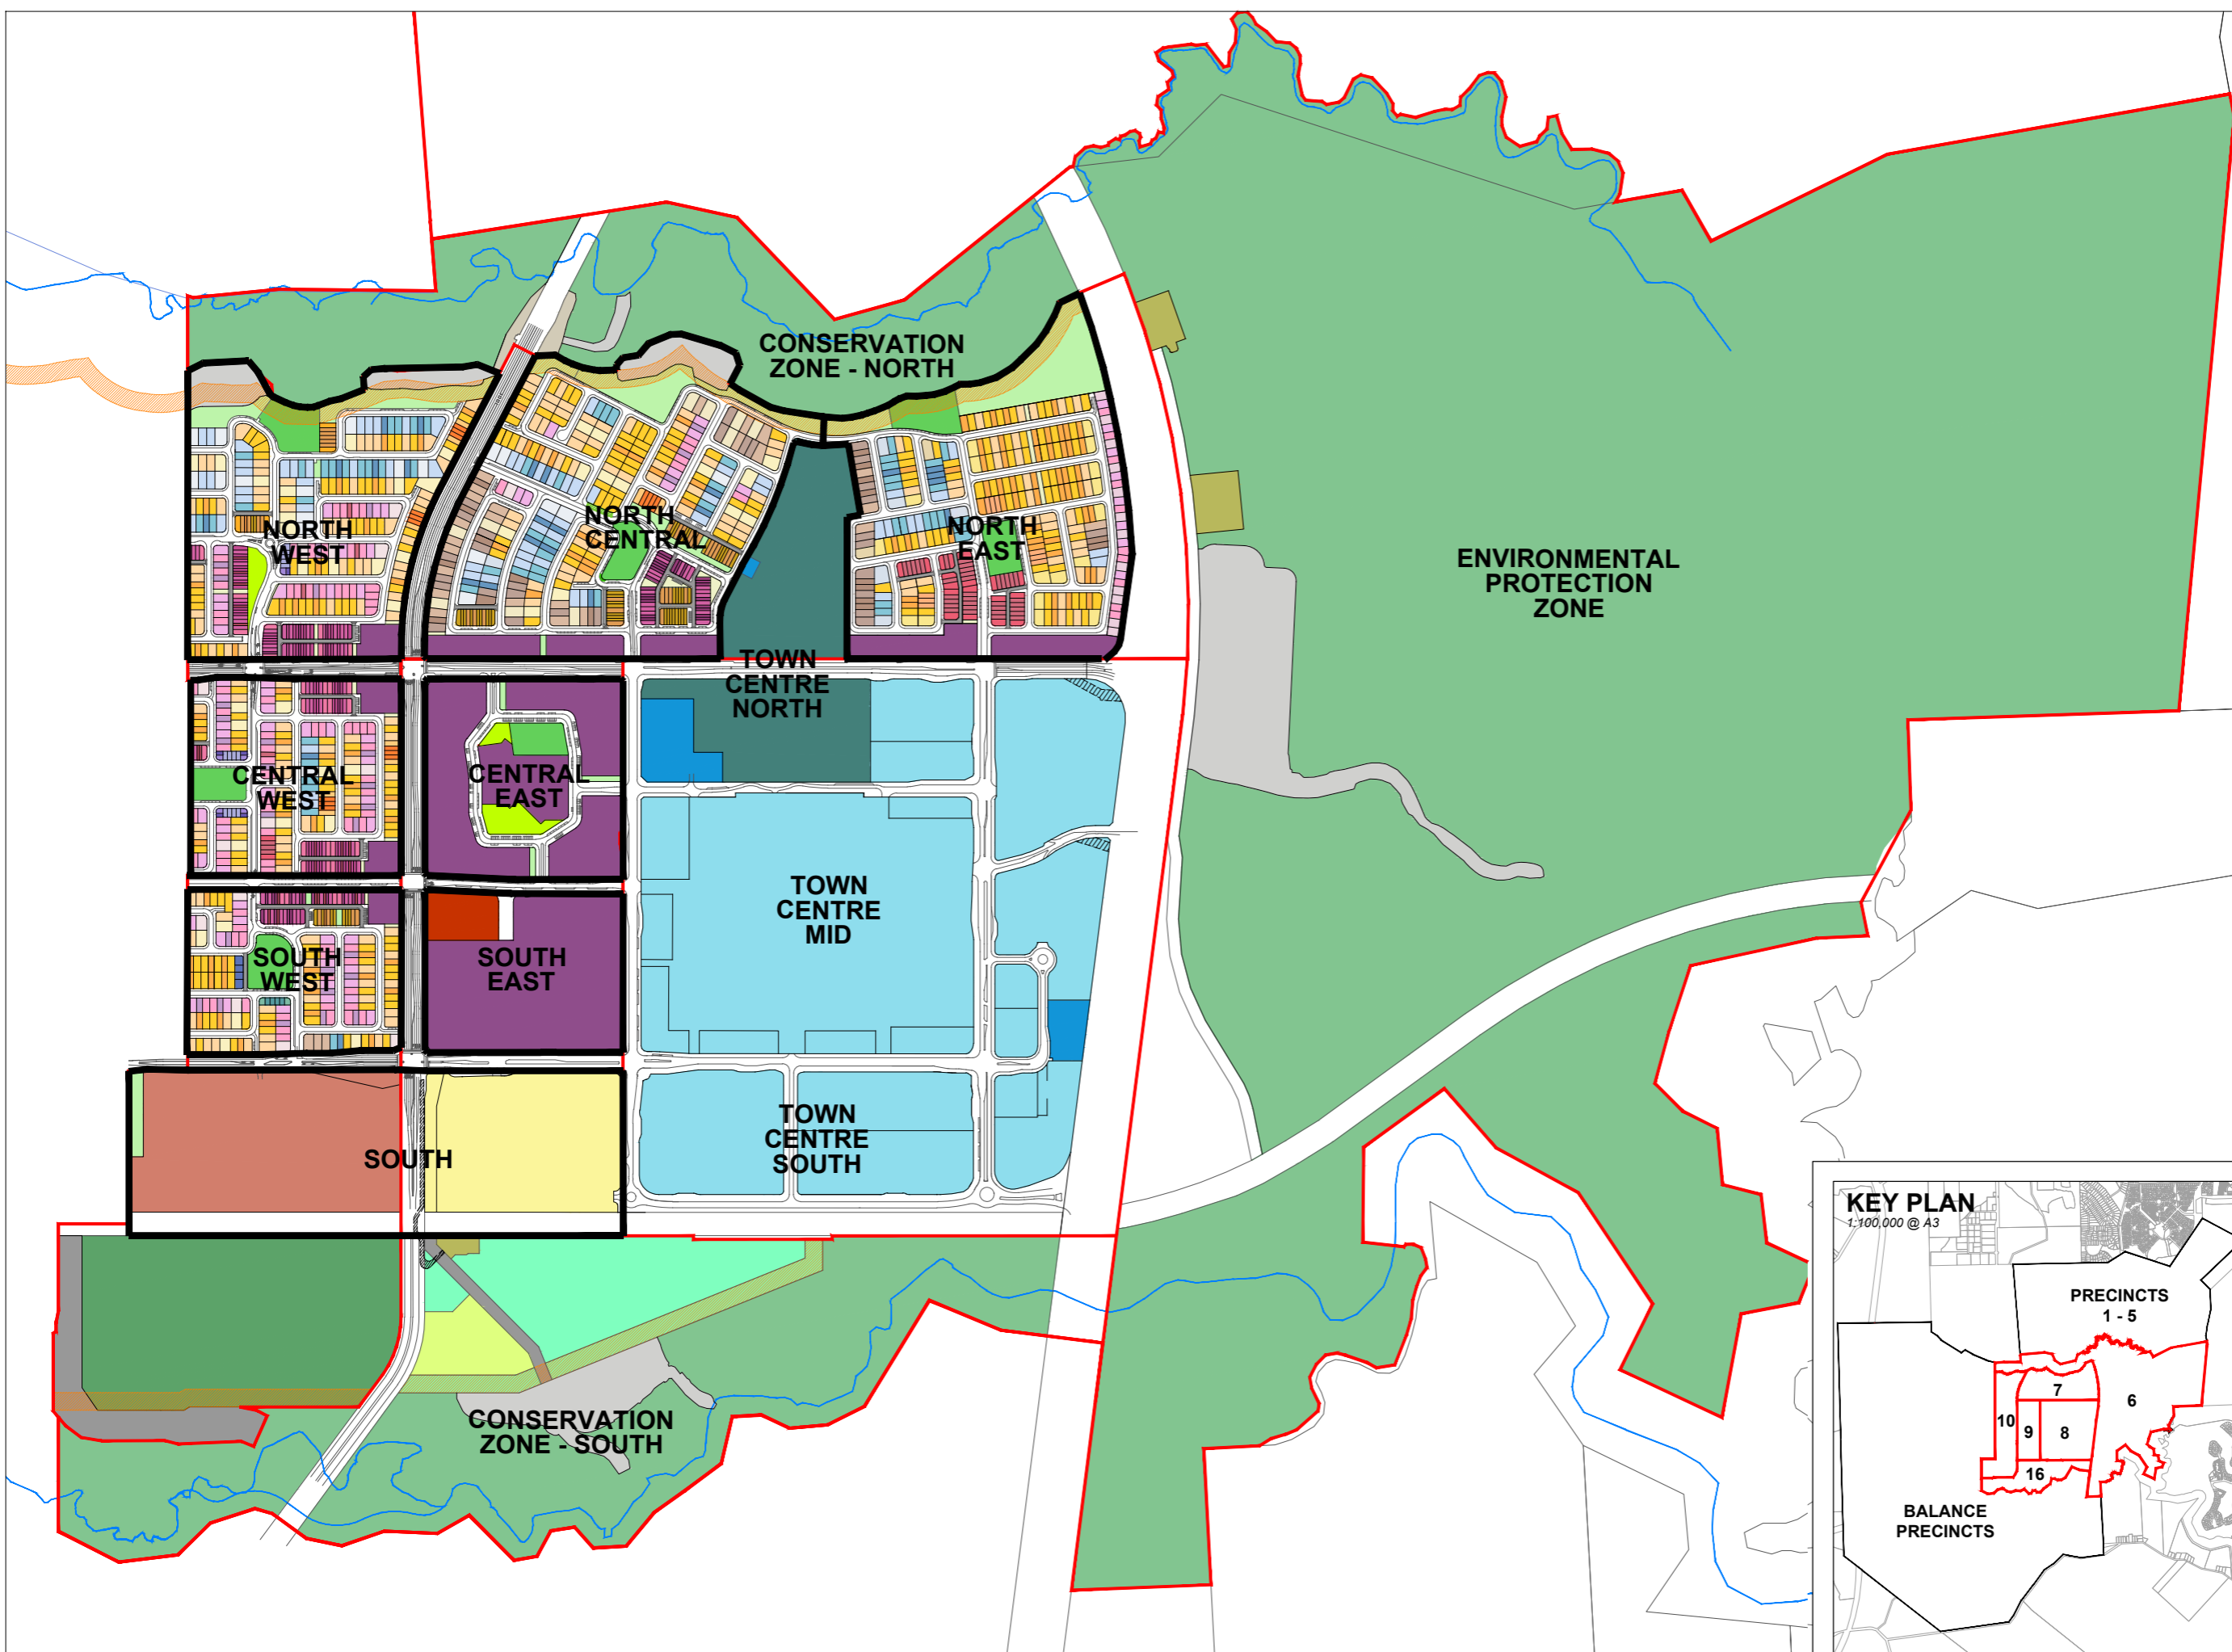 CONSERVATION
ZONE - NORTH
NORTH
WEST
NORTH
CENTRAL
NORTH
EAST
ENVIRONMENTAL
PROTECTION
ZONE
TOWN
CENTRE
NORTH
CENTRAL
WEST
CENTRAL
EAST
TOWN
CENTRE
MID
SOUTH
WEST
SOUTH
EAST
TOWN
CENTRE
SOUTH
SOUTH
CONSERVATION
ZONE - SOUTH
KEY PLAN
1:100,000 @ A3
PRECINCTS
1 - 5
7
6
10
9
8
16
BALANCE
PRECINCTS